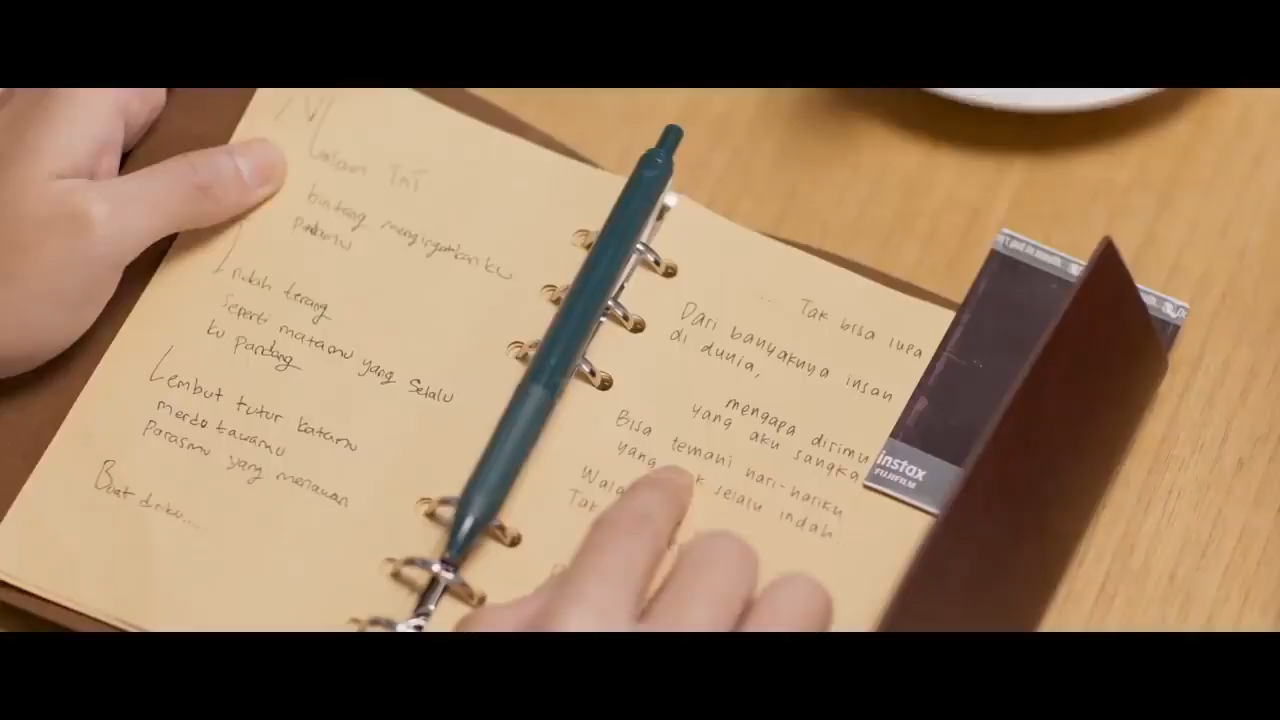 Malam ini
bintang mengingatkanku
padamu
Indah terang
seperti matamu yang selalu
ku pandang
Lembut tutur katamu
merdu tawamu
Parasmu yang menawan
Buat diriku....
... Tak bisa lupa
Dari banyaknya insan
di dunia,
mengapa dirimu
yang aku sangka
Bisa temani hari-hariku
yang selalu indah
Tak
instax
FUJIFILM